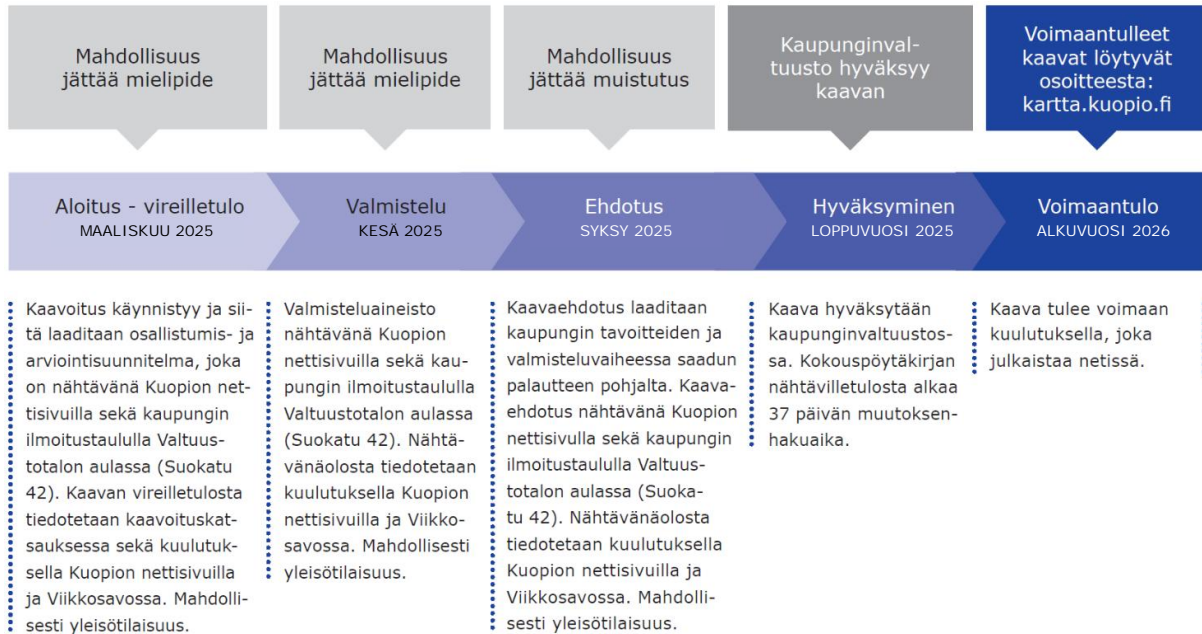 Mahdollisuus
jättää mielipide
Mahdollisuus
jättää mielipide
Mahdollisuus
jättää muistutus
Kaupunginval-
tuusto hyväksyy
kaavan
Voimaantulleet
kaavat löytyvät
osoitteesta:
kartta.kuopio.fi
Aloitus - vireilletulo
MAALISKUU 2025
Valmistelu
KESÄ 2025
Ehdotus
SYKSY 2025
Hyväksyminen
LOPPUVUOSI 2025
Voimaantulo
ALKUVUOSI 2026
Kaavoitus käynnistyy ja sii-
tä laaditaan osallistumis- ja
arviointisuunnitelma, joka
on nähtävänä Kuopion net-
tisivuilla sekä kaupungin
ilmoitustaululla Valtuus-
totalon aulassa (Suokatu
42). Kaavan vireilletulosta
tiedotetaan kaavoituskat-
sauksessa sekä kuulutuk-
sella Kuopion nettisivuilla
ja Viikkosavossa. Mahdolli-
sesti yleisötilaisuus.
Valmisteluaineisto
nähtävänä Kuopion
nettisivuilla sekä kau-
pungin ilmoitustaululla
Valtuustotalon aulassa
(Suokatu 42). Nähtä-
vänäolosta tiedotetaan
kuulutuksella Kuopion
nettisivuilla ja Viikko-
savossa. Mahdollisesti
yleisötilaisuus.
Kaavaehdotus laaditaan
kaupungin tavoitteiden ja
valmisteluvaiheessa saadun
palautteen pohjalta. Kaava-
ehdotus nähtävänä Kuopion
nettisivulla sekä kaupungin
ilmoitustaululla Valtuus-
totalon aulassa (Suoka-
tu 42). Nähtävänäolosta
tiedotetaan kuulutuksella
Kuopion nettisivuilla ja
Viikkosavossa. Mahdolli-
sesti yleisötilaisuus.
Kaava hyväksytään
kaupunginvaltuustos-
sa. Kokouspöytäkirjan
nähtävilletulosta alkaa
37 päivän muutoksen-
hakuaika.
Kaava tulee voimaan
kuulutuksella, joka
julkaistaa netissä.